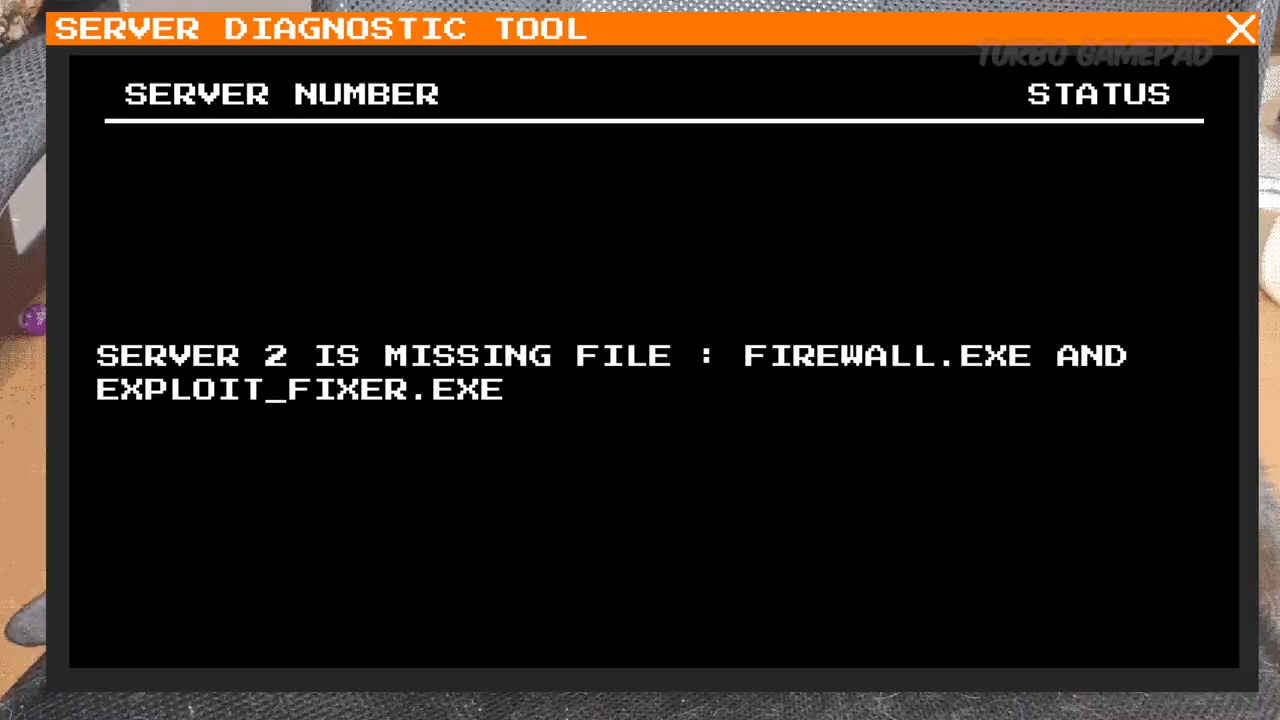 SERVER DIAGNOSTIC TOOL
TURBO GAMEPAD
SERVER NUMBER STATUS
SERVER 2 IS MISSING FILE : FIREWALL.EXE AND
EXPLOIT_FIXER.EXE